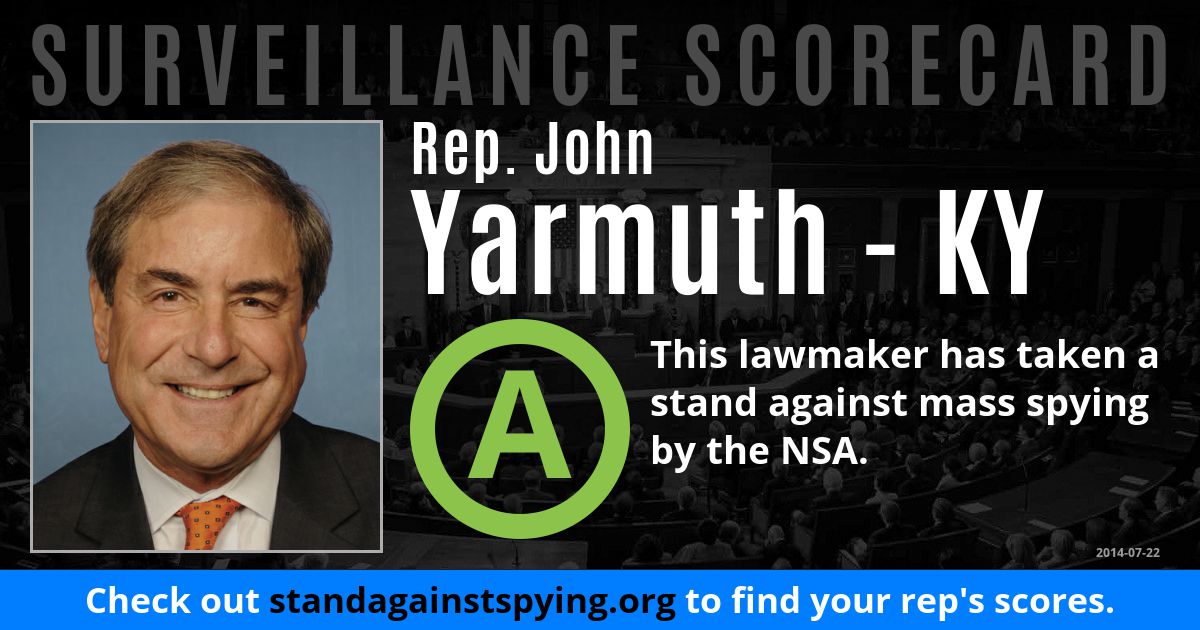 SURVEILLANCE SCORECARD
Rep. John
Yarmuth - KY
A
This lawmaker has taken a
stand against mass spying
by the NSA.
2014-07-22
Check out standagainstspying.org to find your rep's scores.